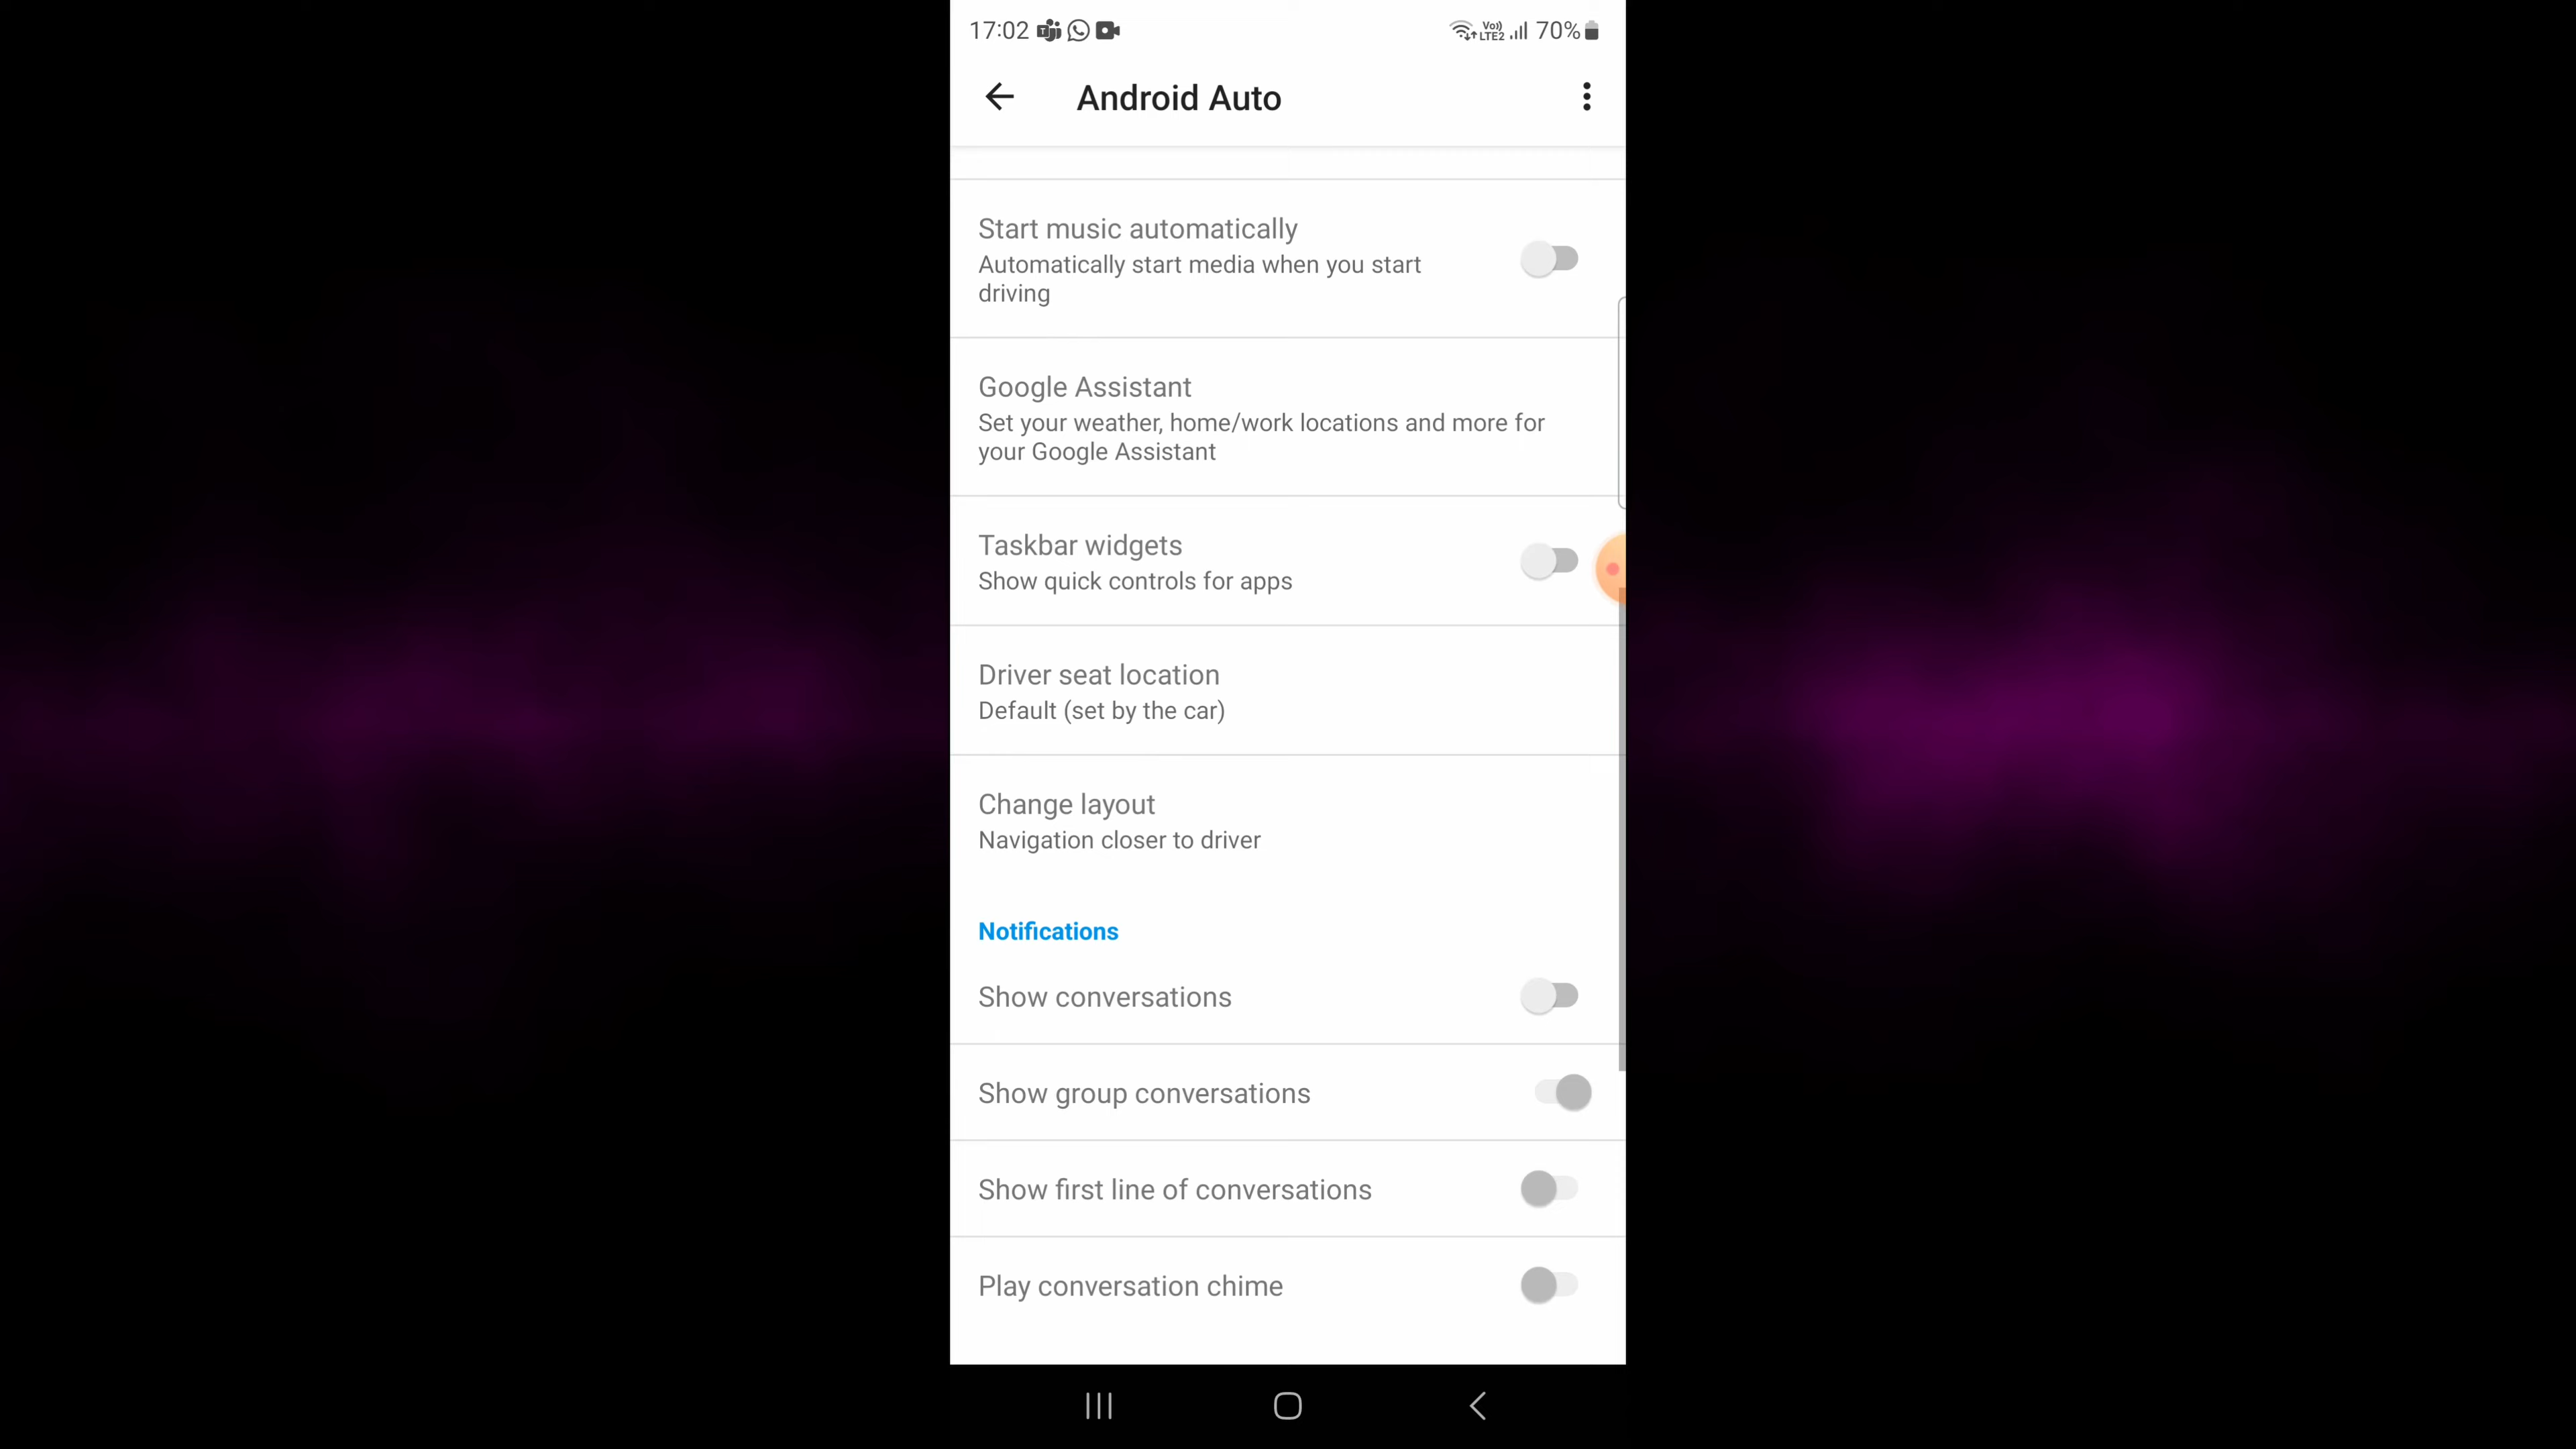 17:02
Vo))
LTE2
70%
Android Auto
Start music automatically
Automatically start media when you start
driving
Google Assistant
Set your weather, home/work locations and more for
your Google Assistant
Taskbar widgets
Show quick controls for apps
Driver seat location
Default (set by the car)
Change layout
Navigation closer to driver
Notifications
Show conversations
Show group conversations
Show first line of conversations
Play conversation chime